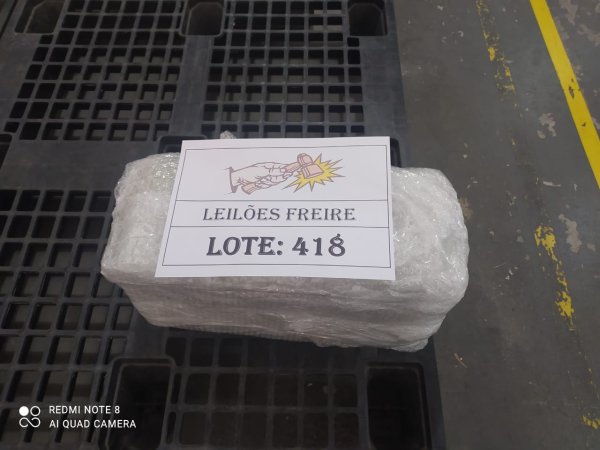 LEILÕES FREIRE
LOTE: 418
REDMI NOTE 8
AI QUAD CAMERA